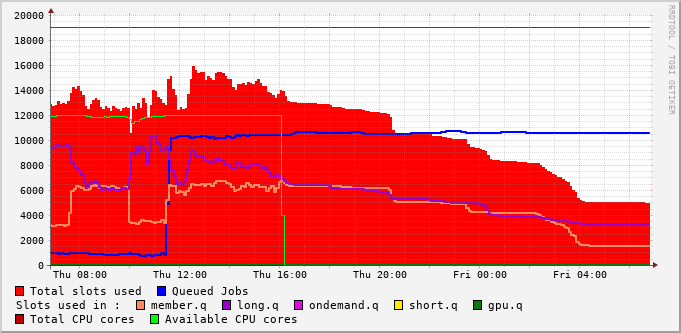 20000
18000
16000
14000
12000
10000
8000
6000
4000
2000
0
Thu 08:00 Thu 12:00 Thu 16:00 Thu 20:00 Fri 00:00 Fri 04:00
RRDTOOL / TOBI OETIKER
Total slots used Queued Jobs
Slots used in : member.q long.q ondemand.q short.q gpu.q
Total CPU cores Available CPU cores